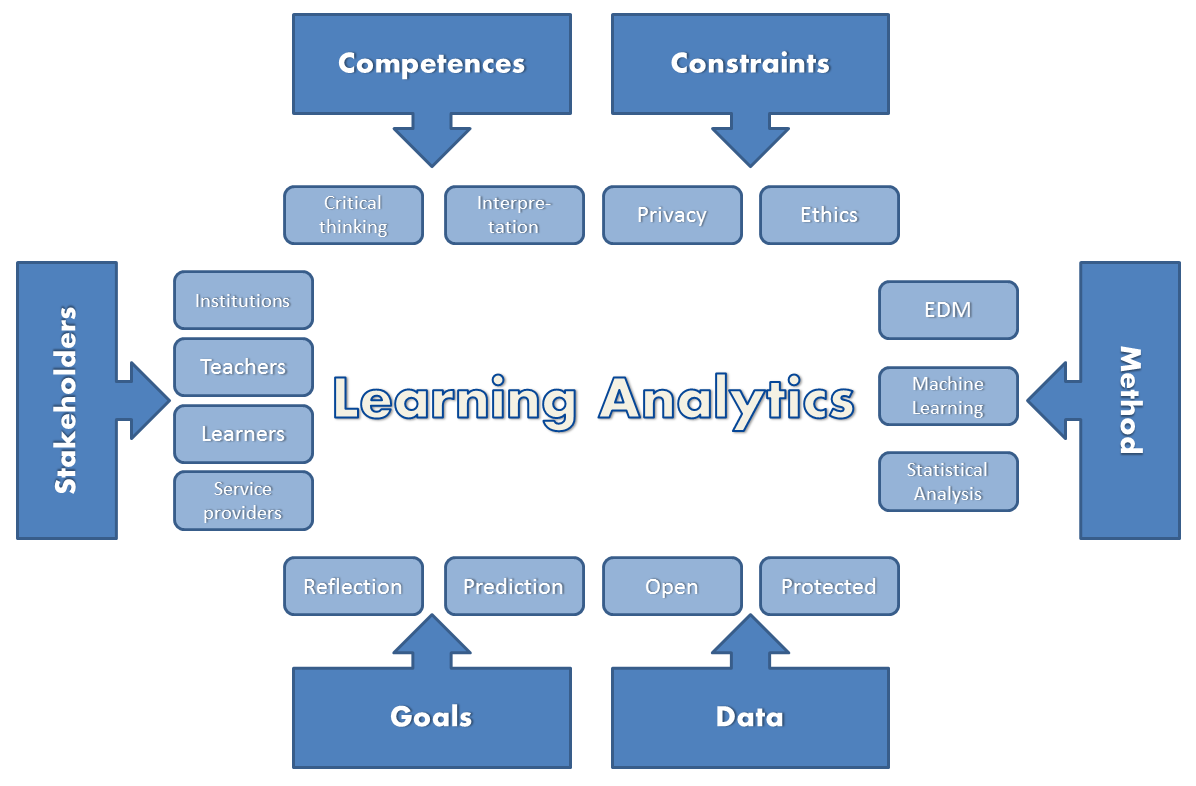 Competences
Constraints
Critical
thinking
Interpre-
tation
Privacy
Ethics
Stakeholders
Institutions
Teachers
Learners
Service
providers
Learning Analytics
EDM
Machine
Learning
Statistical
Analysis
Method
Reflection
Prediction
Open
Protected
Goals
Data